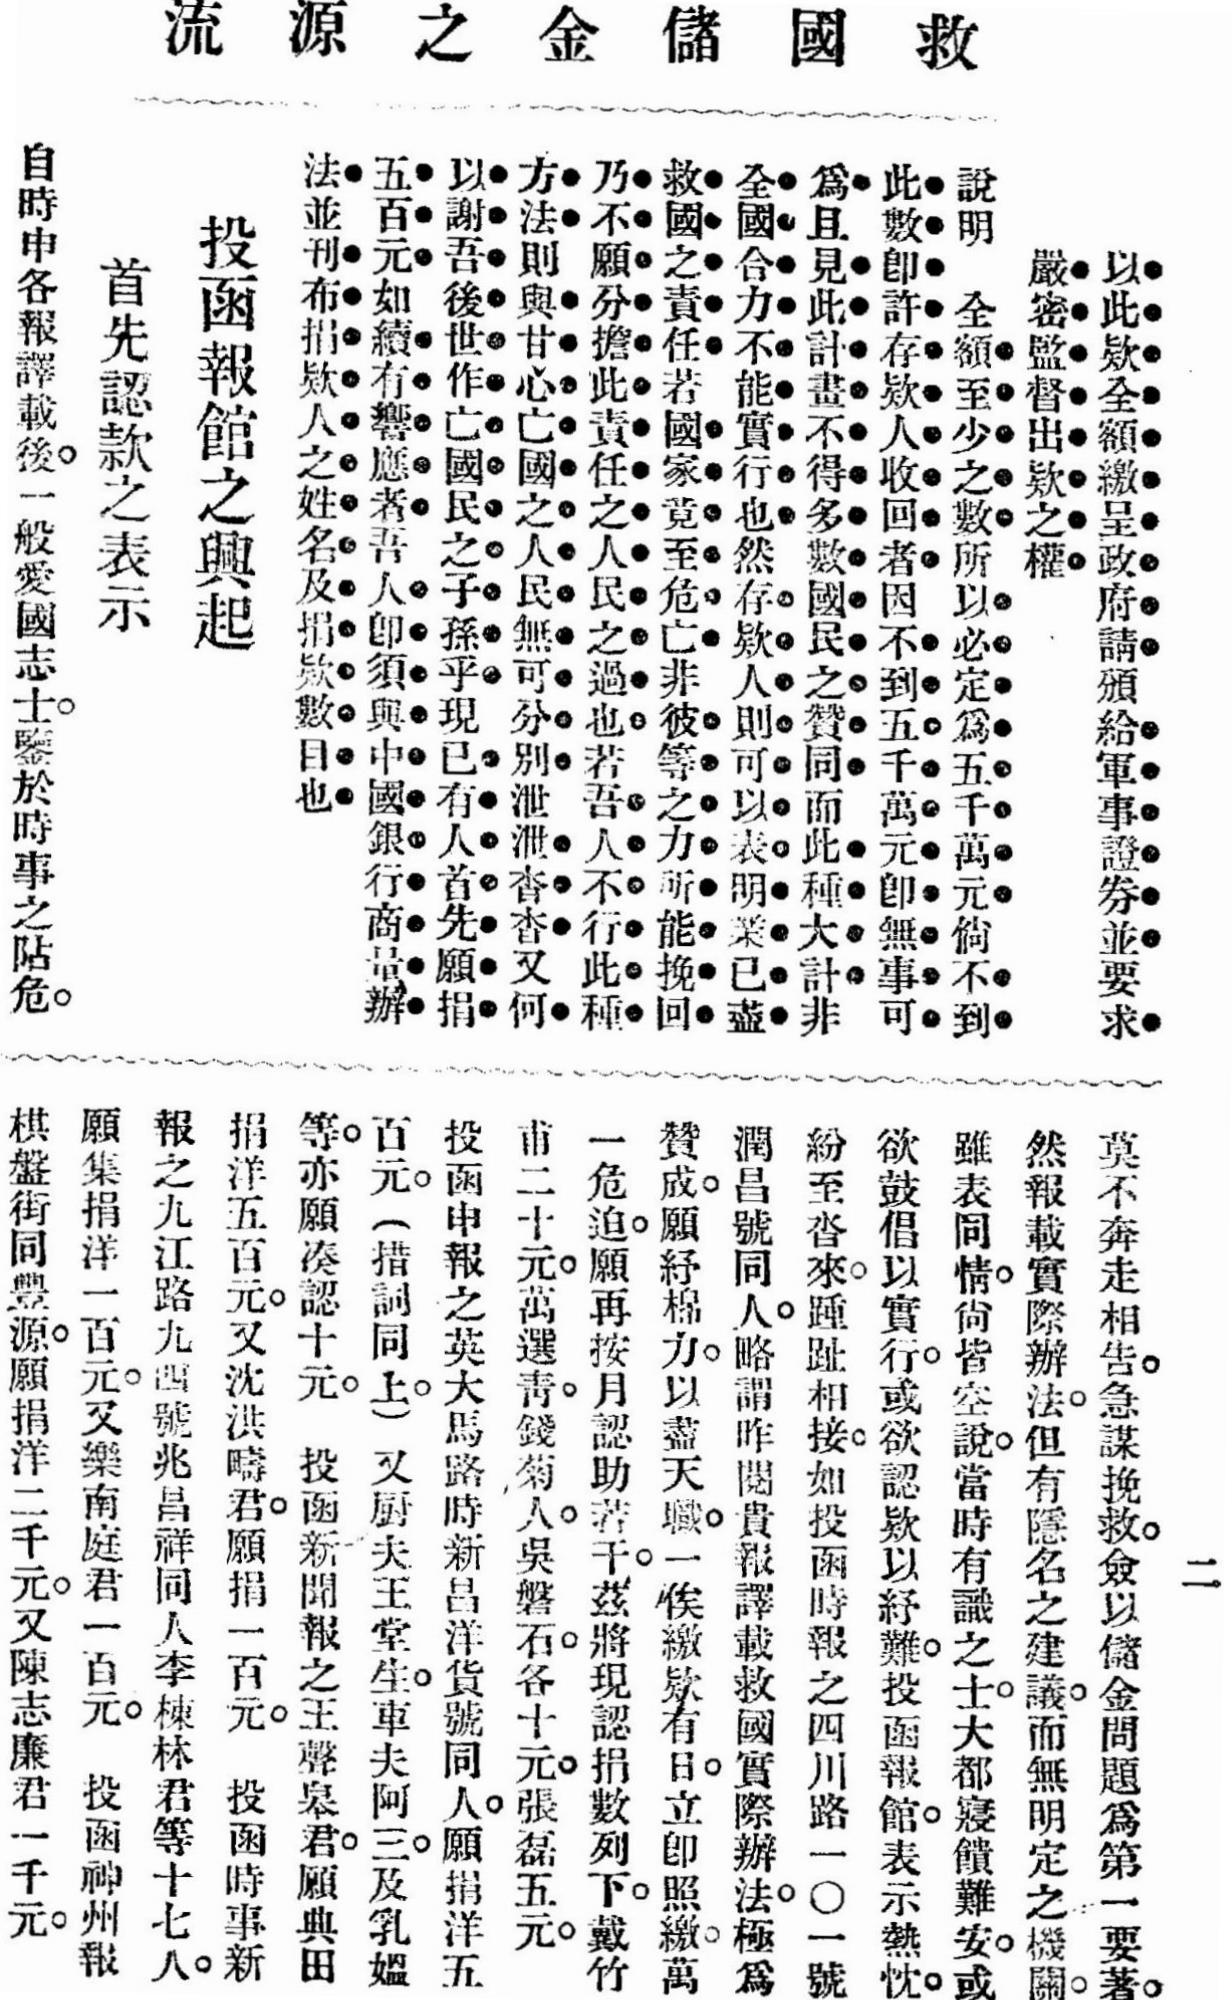 救國儲金之源流
以此欵全額繳呈政府請頒給軍事證券並要求
嚴密監督出欵之權
說明　全額至少之數所以必定爲五千萬元倘不到
此數卽許存欵人收回者因不到五千萬元卽無事可
爲且見此計畫不得多數國民之贊同而此種大計非
全國合力不能實行也然存欵人則可以表明業已盡
救國之責任若國家竟至危亡非彼等之力所能挽回
乃不願分擔此責任之人民之過也若吾人不行此種
方法則與甘心亡國之人民無可分別泄泄沓沓又何
以謝吾後世作亡國民之子孫乎現已有人首先願捐
五百元如續有響應者吾人卽須與中國銀行商量辦
法並刊布捐欵人之姓名及捐欵數目也
投函報館之興起
首先認款之表示
自時申各報譯載後。一般愛國志士。鑒於時事之阽危。
莫不奔走相告。急謀挽救。僉以儲金問題爲第一要著。
然報載實際辦法。但有隱名之建議。而無明定之機關。
雖表同情。尙皆空說。當時有識之士。大都寢饋難安。或
欲鼓倡以實行。或欲認欵以紓難。投函報館。表示熱忱。
紛至沓來。踵趾相接。如投函時報之四川路一〇一號
潤昌號同人。略謂昨閱貴報譯載救國實際辦法。極爲
贊成。願紓棉力。以盡天職。一俟繳欵有日。立卽照繳。萬
一危迫。願再按月認助若干。茲將現認捐數列下。戴竹
甫二十元。萬選靑。錢菊人。吳磐石。各十元。張磊五元。
投函申報之英大馬路時新昌洋貨號同人。願捐洋五
百元。（措詞同上。）又厨夫王堂生。車夫阿三。及乳媼
等。亦願湊認十元。　投函新聞報之王聲皋君。願典田
捐洋五百元。又沈洪疇君。願捐一百元。　投函時事新
報之九江路九四號兆昌祥同人李棟林君等十七人。
願集捐洋一百元。又樂南庭君一百元。　投函神州報
棋盤街同豐源。願捐洋二千元。又陳志廉君一千元。
二